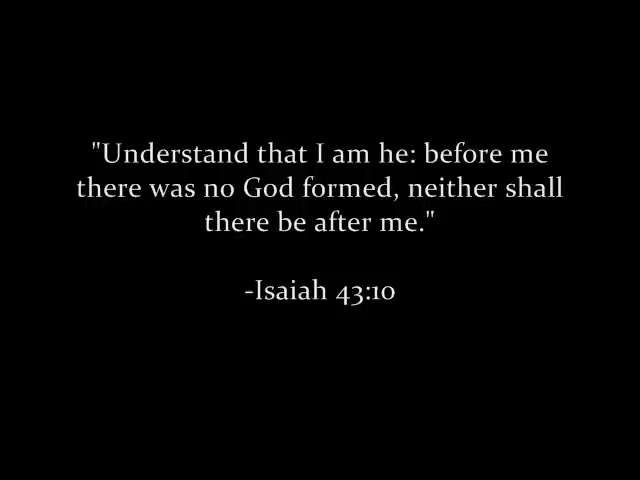 "Understand that I am he: before me
there was no God formed, neither shall
there be after me."
-Isaiah 43:10